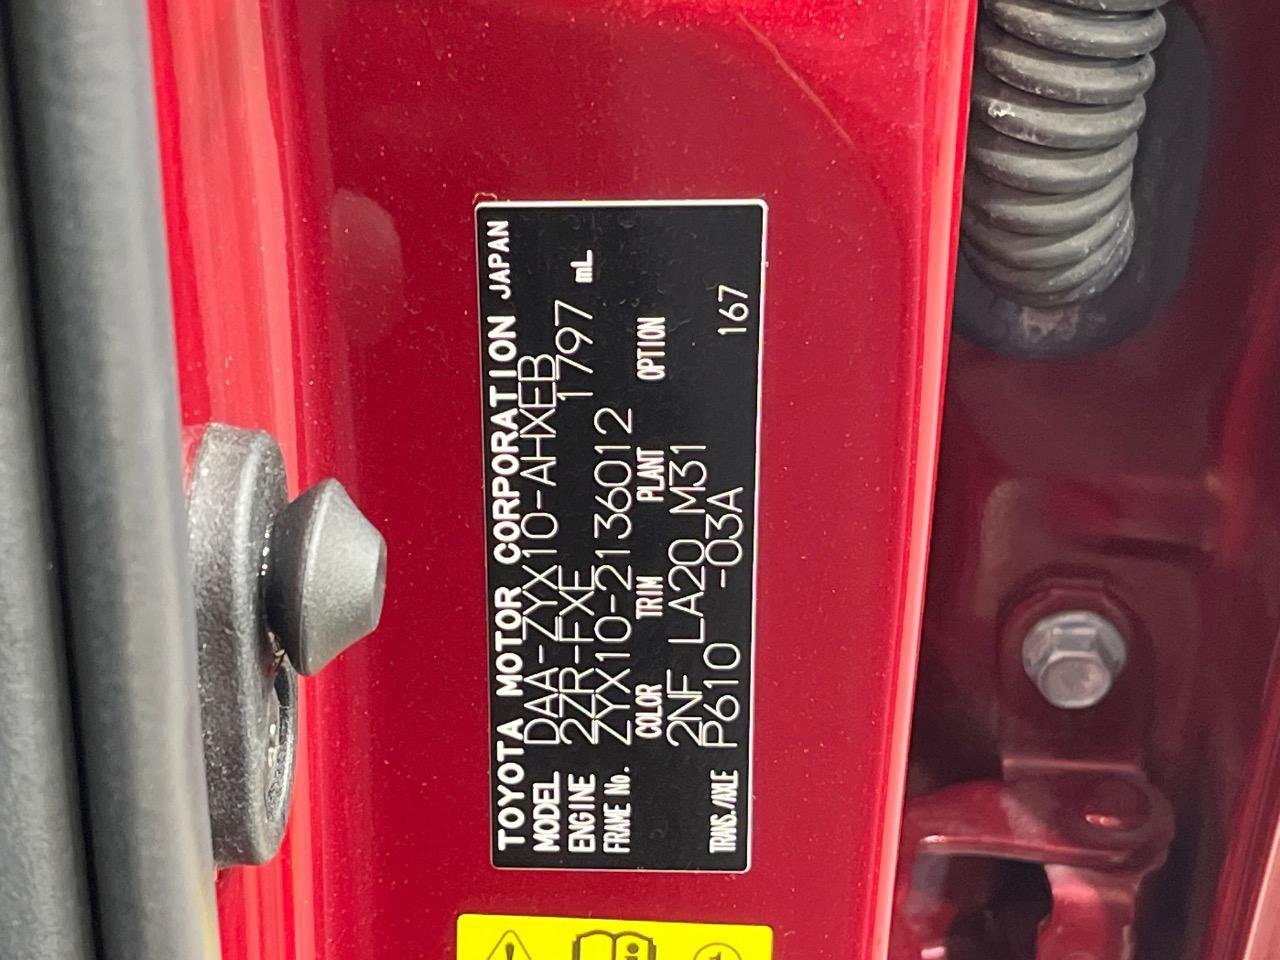 TOYOTA MOTOR CORPORATION JAPAN
MODEL DAA-ZYX10-AHXEB
ENGINE 2ZR-FXE 1797 mL
FRAME No. ZYX10-2136012
COLOR TRIM PLANT OPTION
2NF LA20 M31
TRANS./AXLE P610 -03A 167